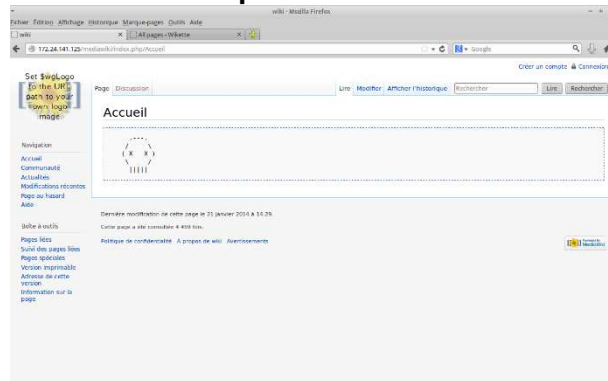 wiki - Mozilla Firefox
Fichier Édition Affichage Historique Marque-pages Outils Aide
wiki × All pages - Wikette ×
172.24.141.125/mediawiki/index.php/Accueil Google
Créer un compte Connexion
Set $wgLogo
to the URL
path to your
own logo
image
Page Discussion Lire Modifier Afficher l'historique Rechercher Lire Rechercher
Accueil
.---.
/ \
( X X )
\ /
|||||
Navigation
Accueil
Communauté
Actualités
Modifications récentes
Page au hasard
Aide
Dernière modification de cette page le 21 janvier 2014 à 14:29.
Cette page a été consultée 4 459 fois.
Politique de confidentialité À propos de wiki Avertissements
Boîte à outils
Pages liées
Suivi des pages liées
Pages spéciales
Version imprimable
Adresse de cette
version
Information sur la
page